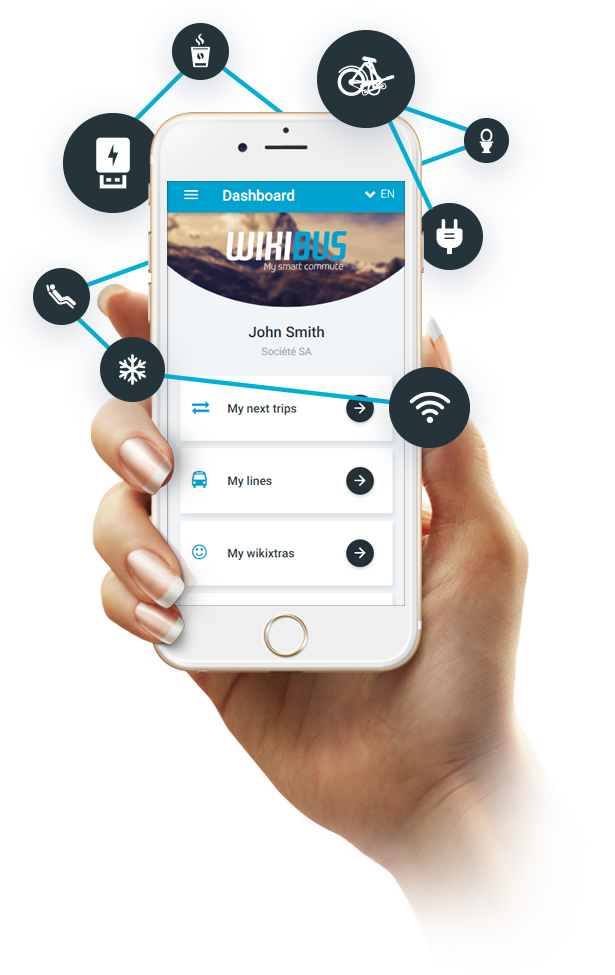 Dashboard
EN
WIKIBUS
My smart commute
John Smith
Société SA
My next trips
My lines
My wikixtras